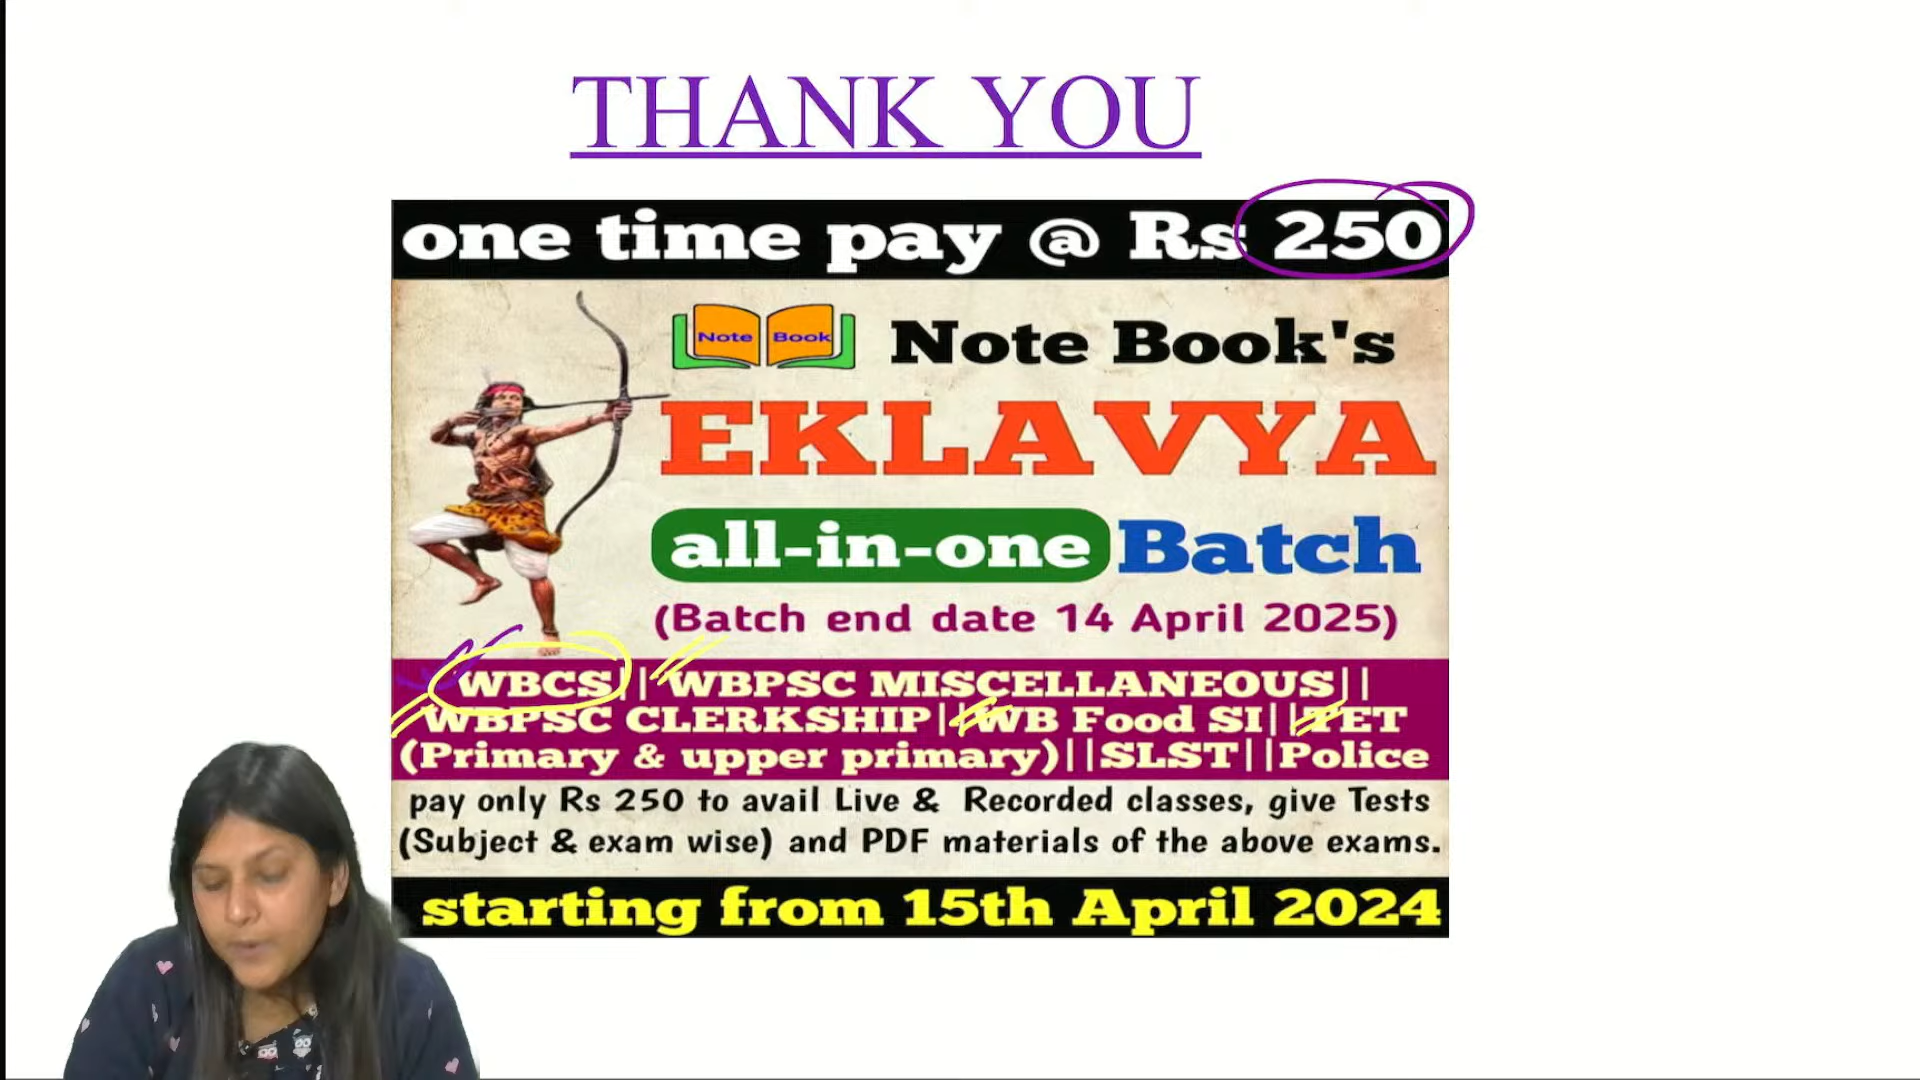 THANK YOU
one time pay @ Rs 250
Note Book Note Book's
EKLAVYA
all-in-one Batch
(Batch end date 14 April 2025)
WBCS|| WBPSC MISCELLANEOUS||
WBPSC CLERKSHIP||WB Food SI||TET
(Primary & upper primary)||SLST||Police
pay only Rs 250 to avail Live & Recorded classes, give Tests
(Subject & exam wise) and PDF materials of the above exams.
starting from 15th April 2024